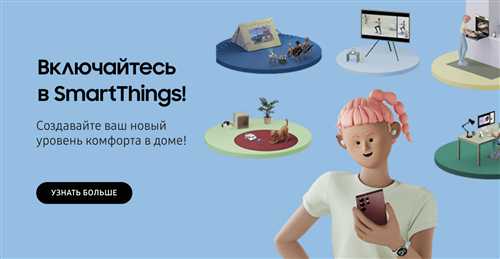 Включайтесь
в SmartThings!
Создавайте ваш новый
уровень комфорта в доме!
УЗНАТЬ БОЛЬШЕ